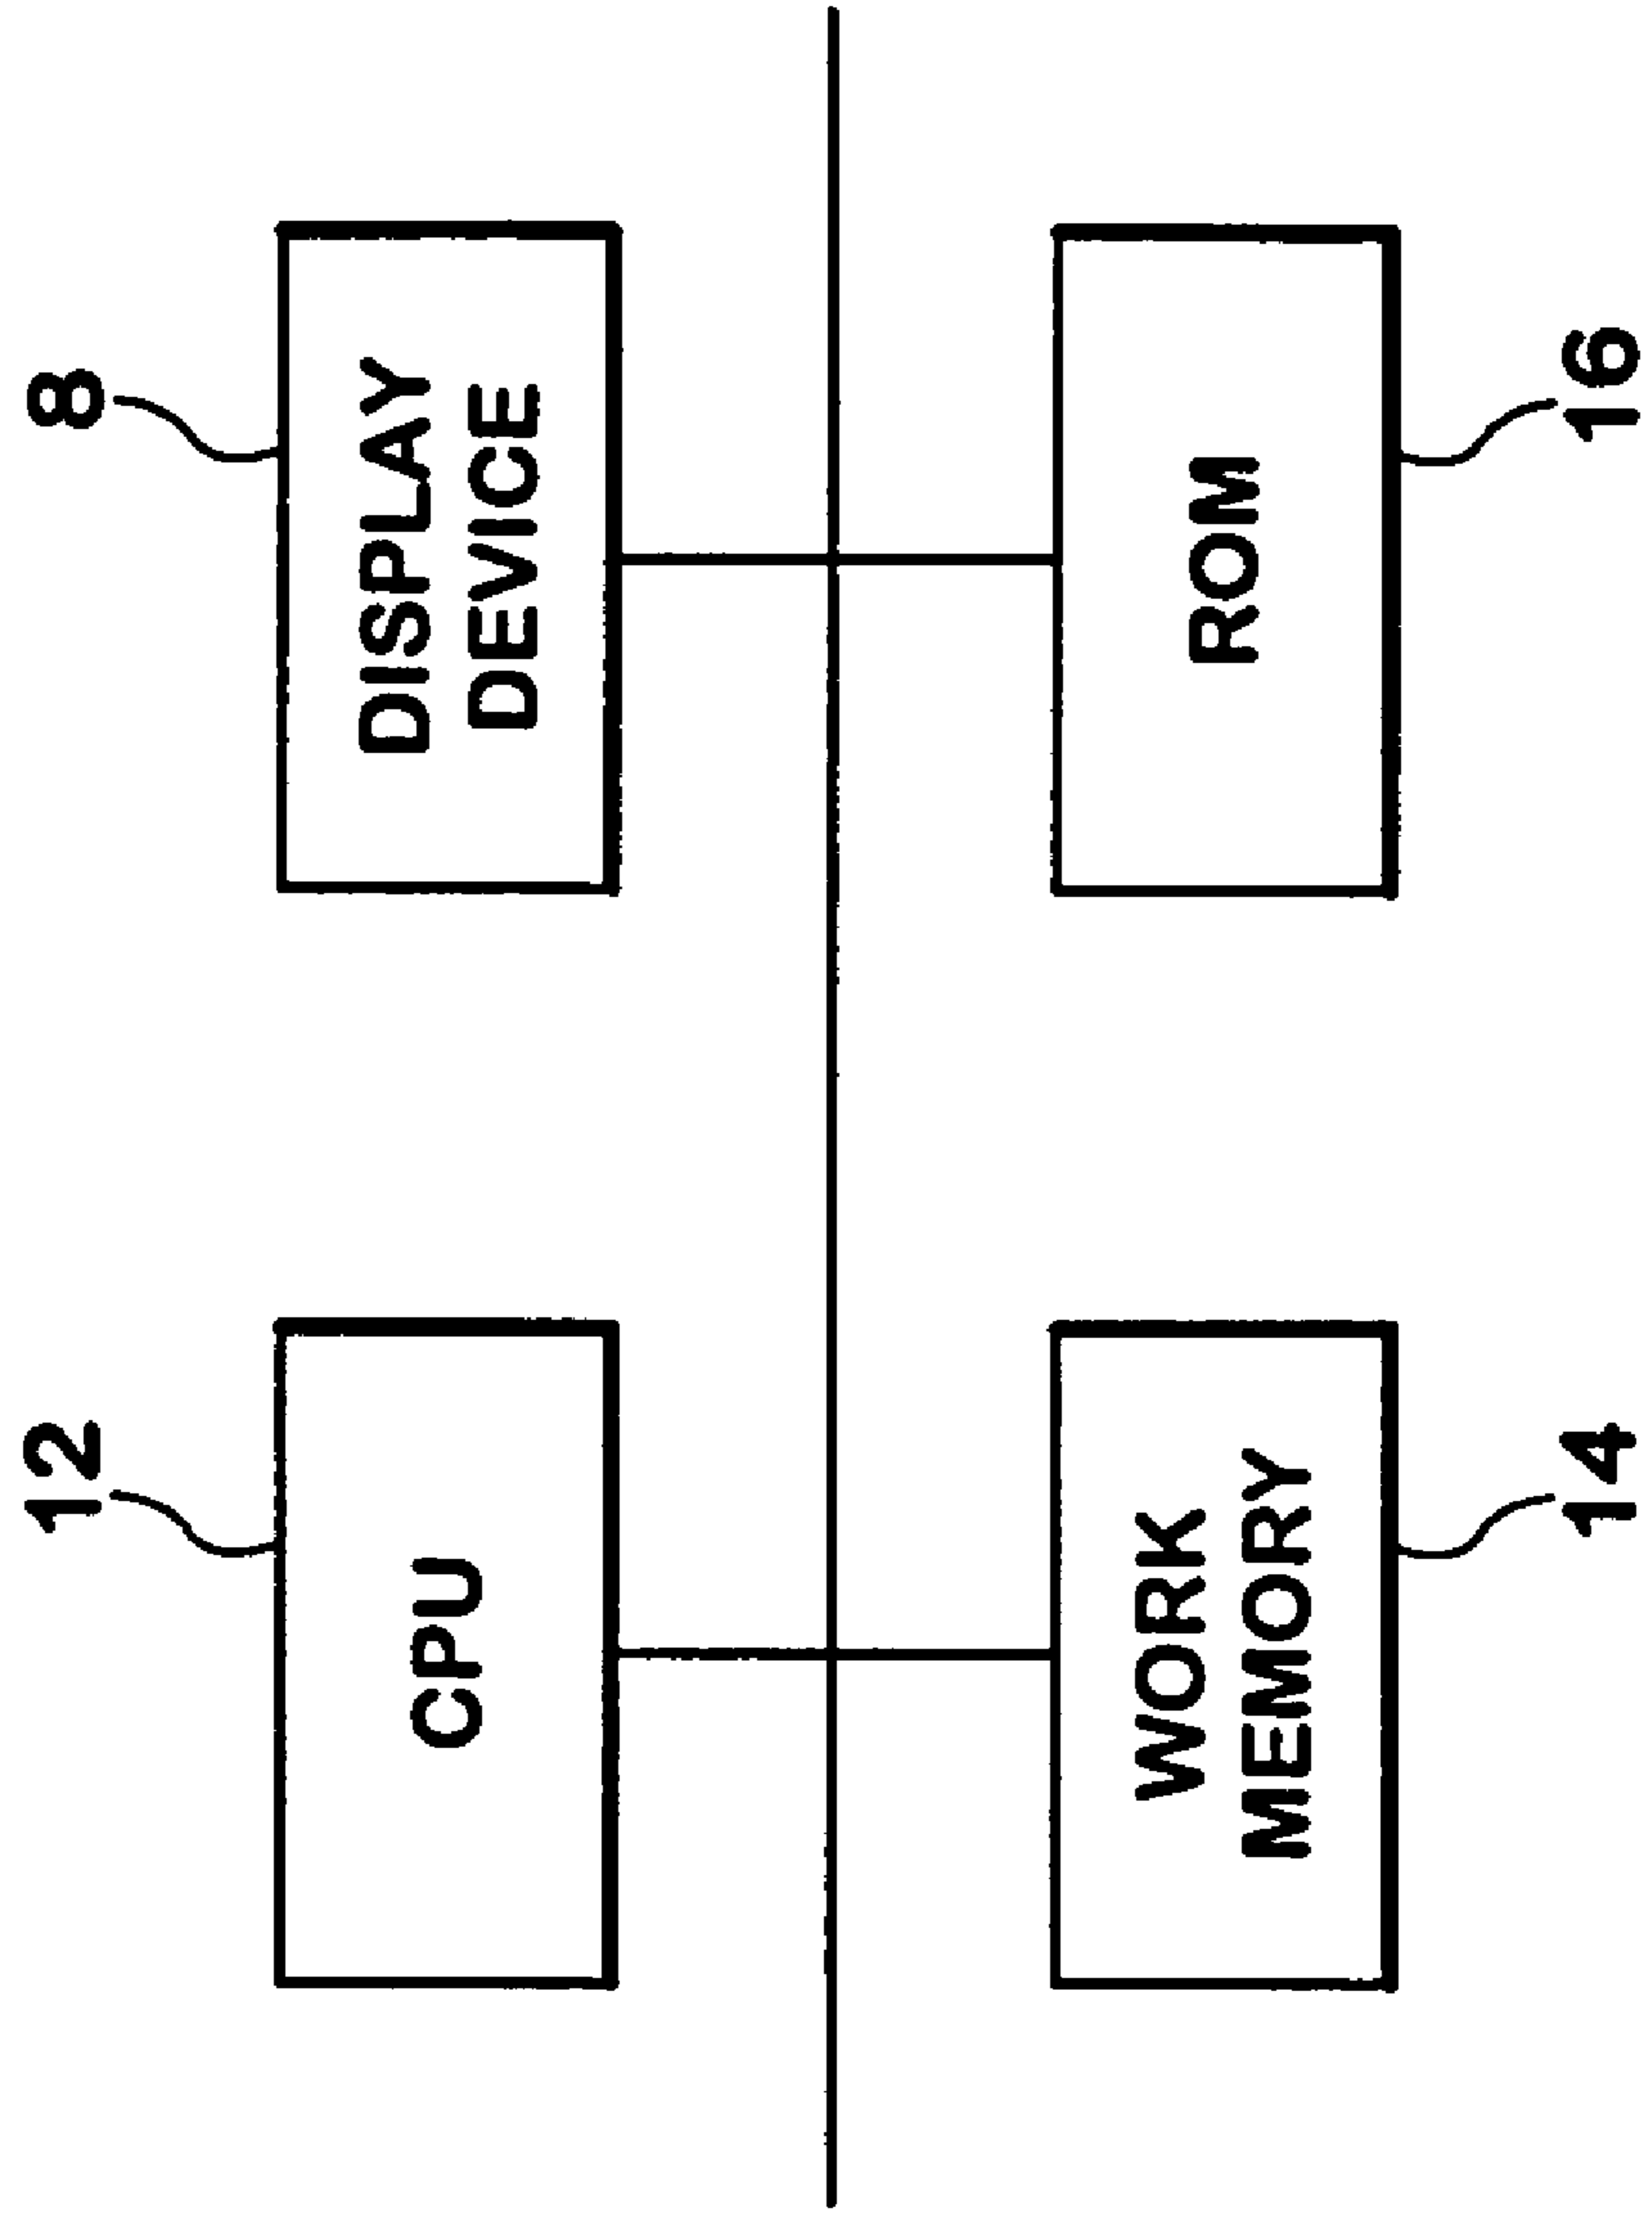 12
8
CPU
DISPLAY
DEVICE
WORK
MEMORY
ROM
14
16